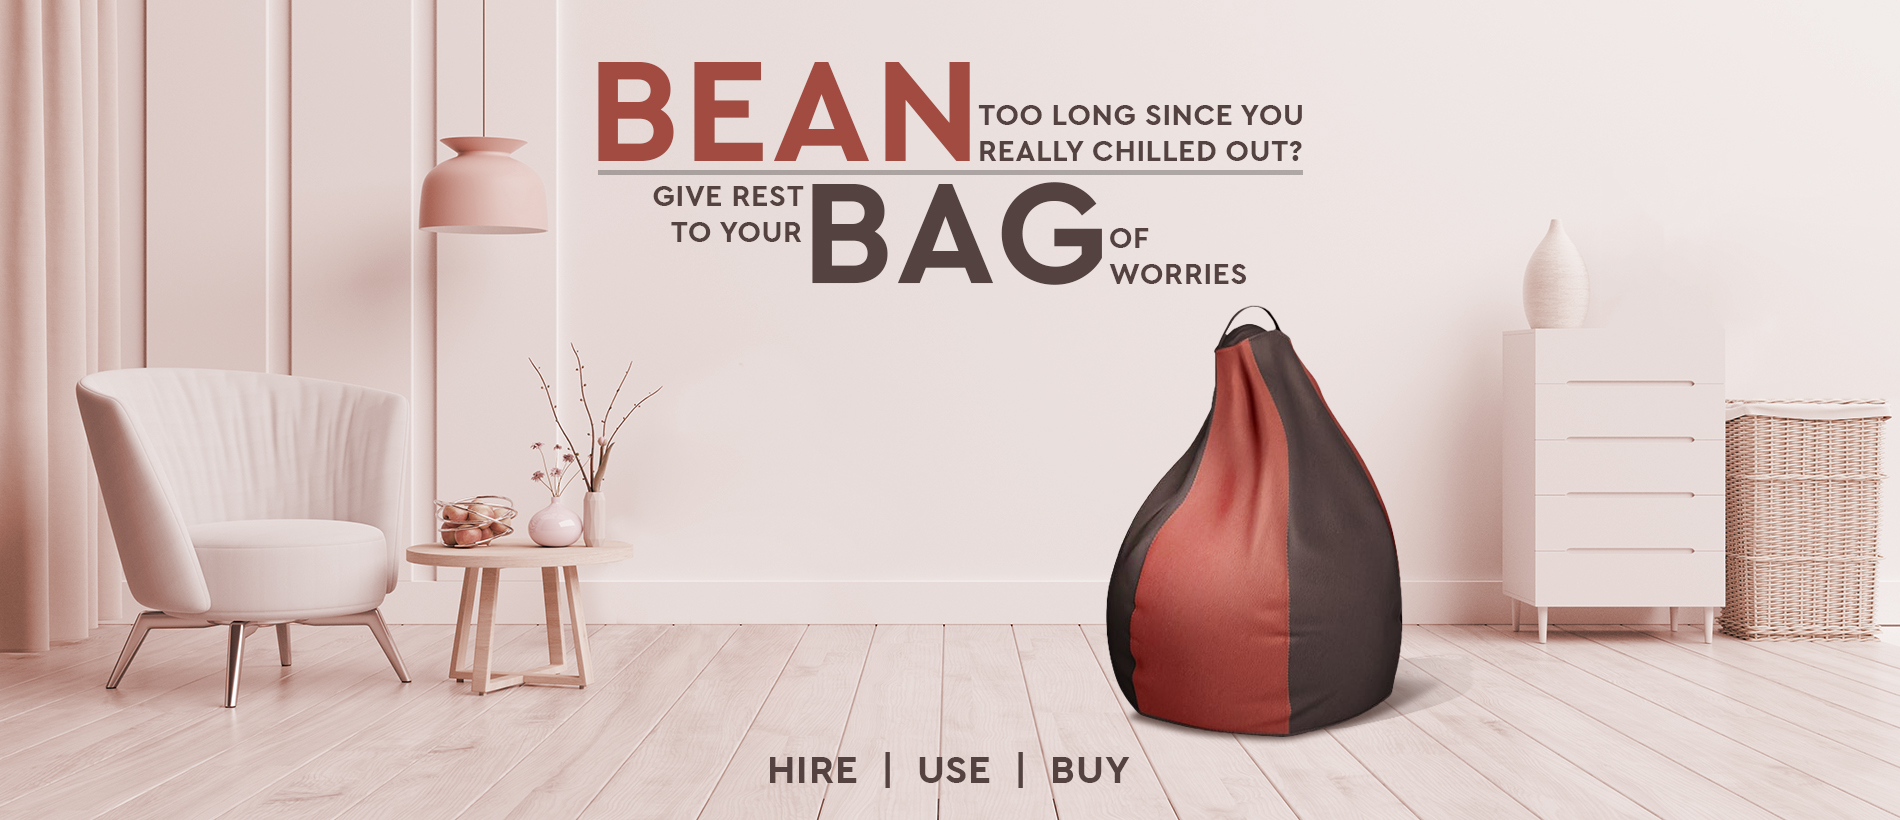 BEAN TOO LONG SINCE YOU
REALLY CHILLED OUT?
GIVE REST
TO YOUR BAG OF
WORRIES
HIRE | USE | BUY